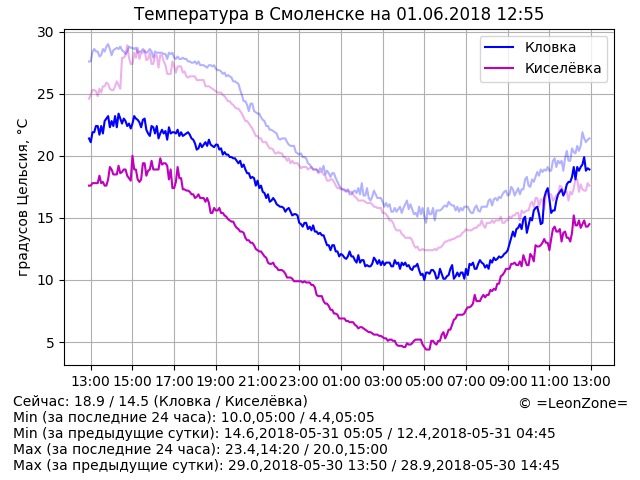 Температура в Смоленске на 01.06.2018 12:55
30
25
20
15
10
5
градусов Цельсия, °C
Кловка
Киселёвка
13:00 15:00 17:00 19:00 21:00 23:00 01:00 03:00 05:00 07:00 09:00 11:00 13:00
Сейчас: 18.9 / 14.5 (Кловка / Киселёвка)
© =LeonZone=
Min (за последние 24 часа): 10.0,05:00 / 4.4,05:05
Min (за предыдущие сутки): 14.6,2018-05-31 05:05 / 12.4,2018-05-31 04:45
Max (за последние 24 часа): 23.4,14:20 / 20.0,15:00
Max (за предыдущие сутки): 29.0,2018-05-30 13:50 / 28.9,2018-05-30 14:45